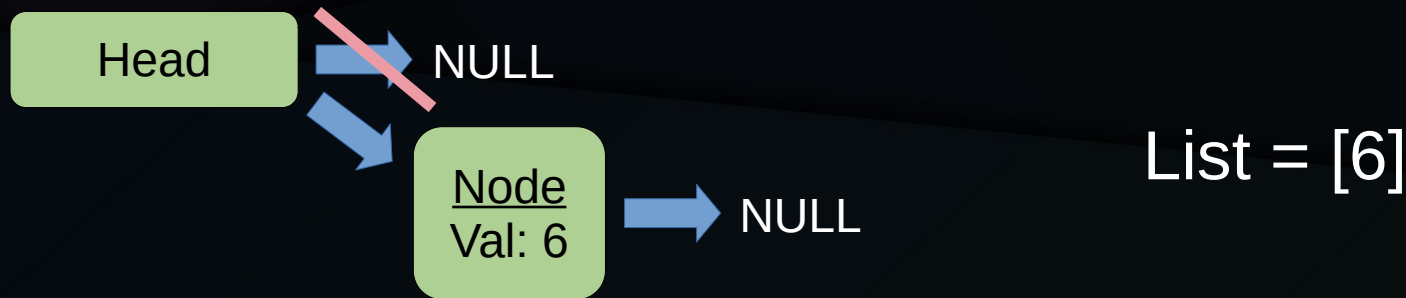 Head
NULL
Node
Val: 6
NULL
List = [6]